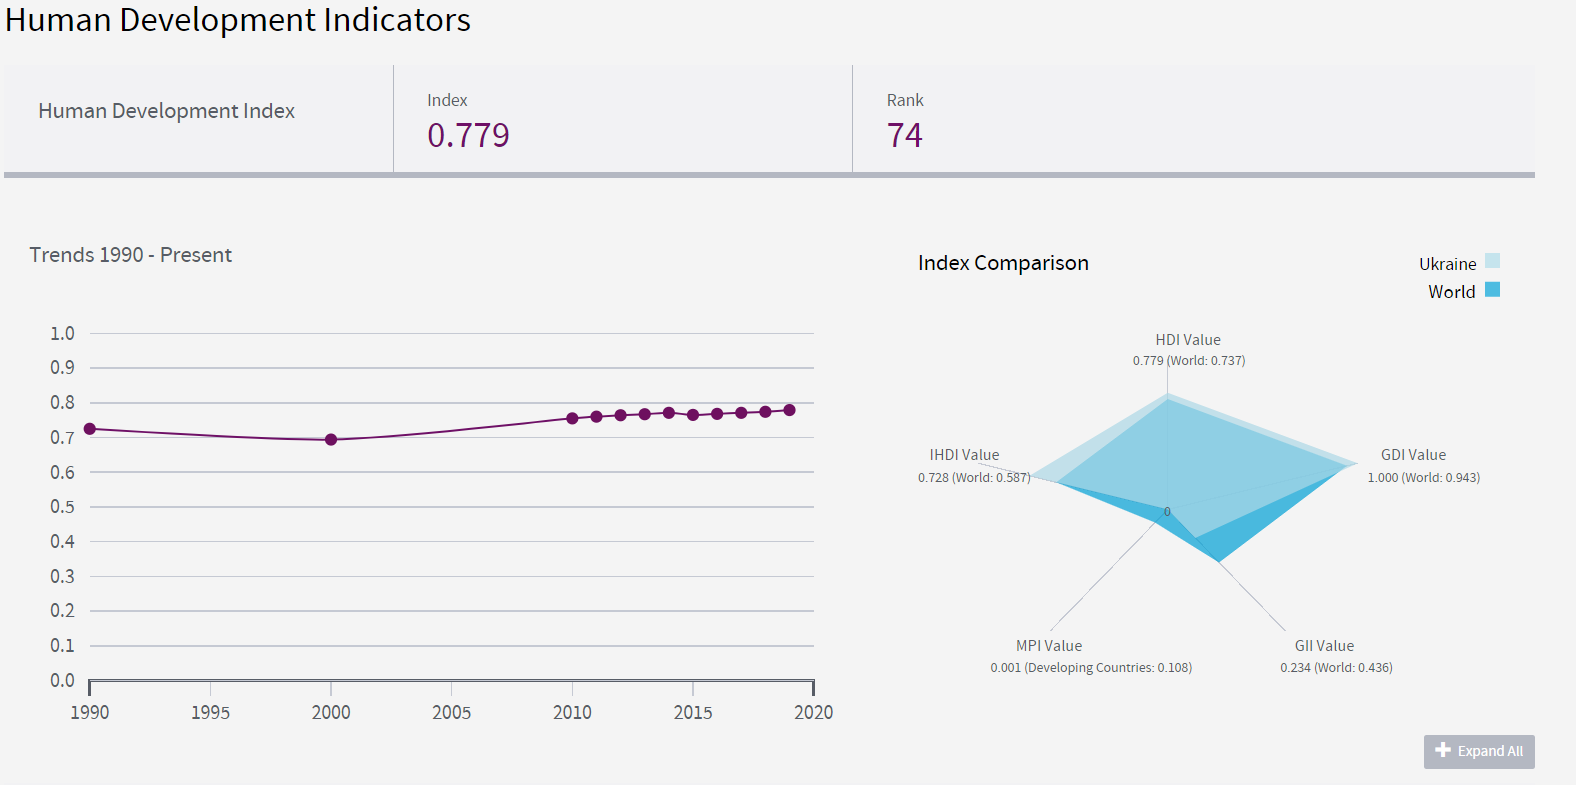 Human Development Indicators
Human Development Index
Index
0.779
Rank
74
Trends 1990 - Present
1.0
0.9
0.8
0.7
0.6
0.5
0.4
0.3
0.2
0.1
0.0
1990 1995 2000 2005 2010 2015 2020
Index Comparison
Ukraine
World
HDI Value
0.779 (World: 0.737)
IHDI Value
0.728 (World: 0.587)
GDI Value
1.000 (World: 0.943)
0
MPI Value
0.001 (Developing Countries: 0.108)
GII Value
0.234 (World: 0.436)
Expand All